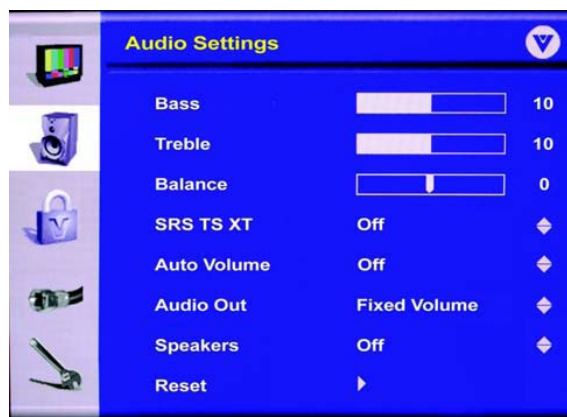 Audio Settings
Bass 10
Treble 10
Balance 0
SRS TS XT Off
Auto Volume Off
Audio Out Fixed Volume
Speakers Off
Reset